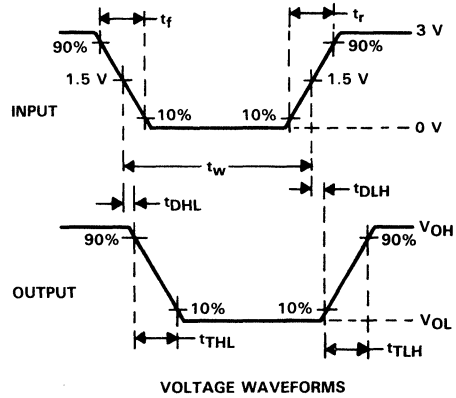 tf tr
3 V
90% 90%
1.5 V 1.5 V
INPUT
10% 10%
0 V
tw
tDHL tDLH
VOH
90% 90%
OUTPUT
10% 10%
VOL
tTHL tTLH
VOLTAGE WAVEFORMS